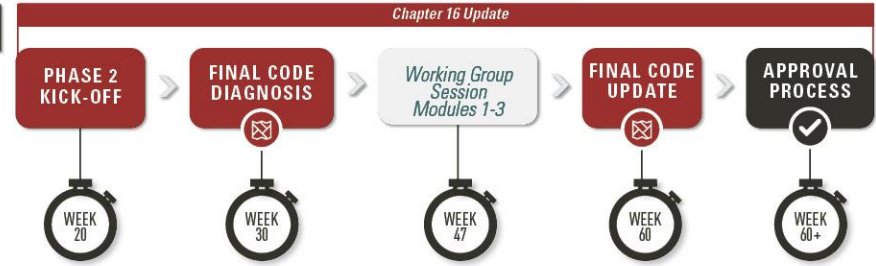 Chapter 16 Update
PHASE 2
KICK-OFF
FINAL CODE
DIAGNOSIS
Working Group
Session
Modules 1-3
FINAL CODE
UPDATE
APPROVAL
PROCESS
WEEK
20
WEEK
30
WEEK
47
WEEK
60
WEEK
60+